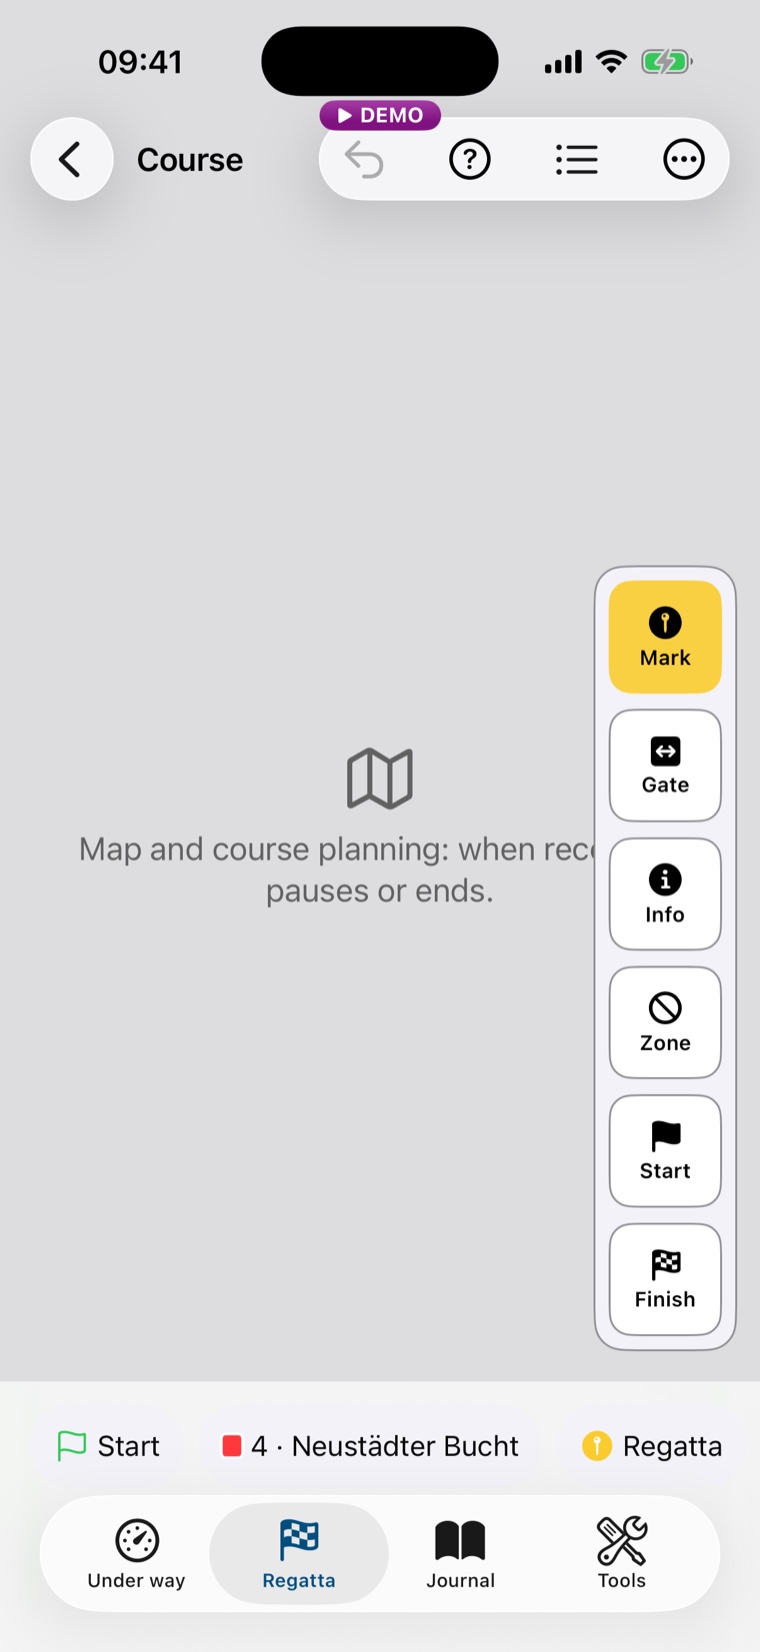 09:41
DEMO
Course
Mark
Gate
Map and course planning: when
pauses or ends.
Info
Zone
Start
Finish
Start
4 · Neustädter Bucht
Regatta
Under way
Regatta
Journal
Tools